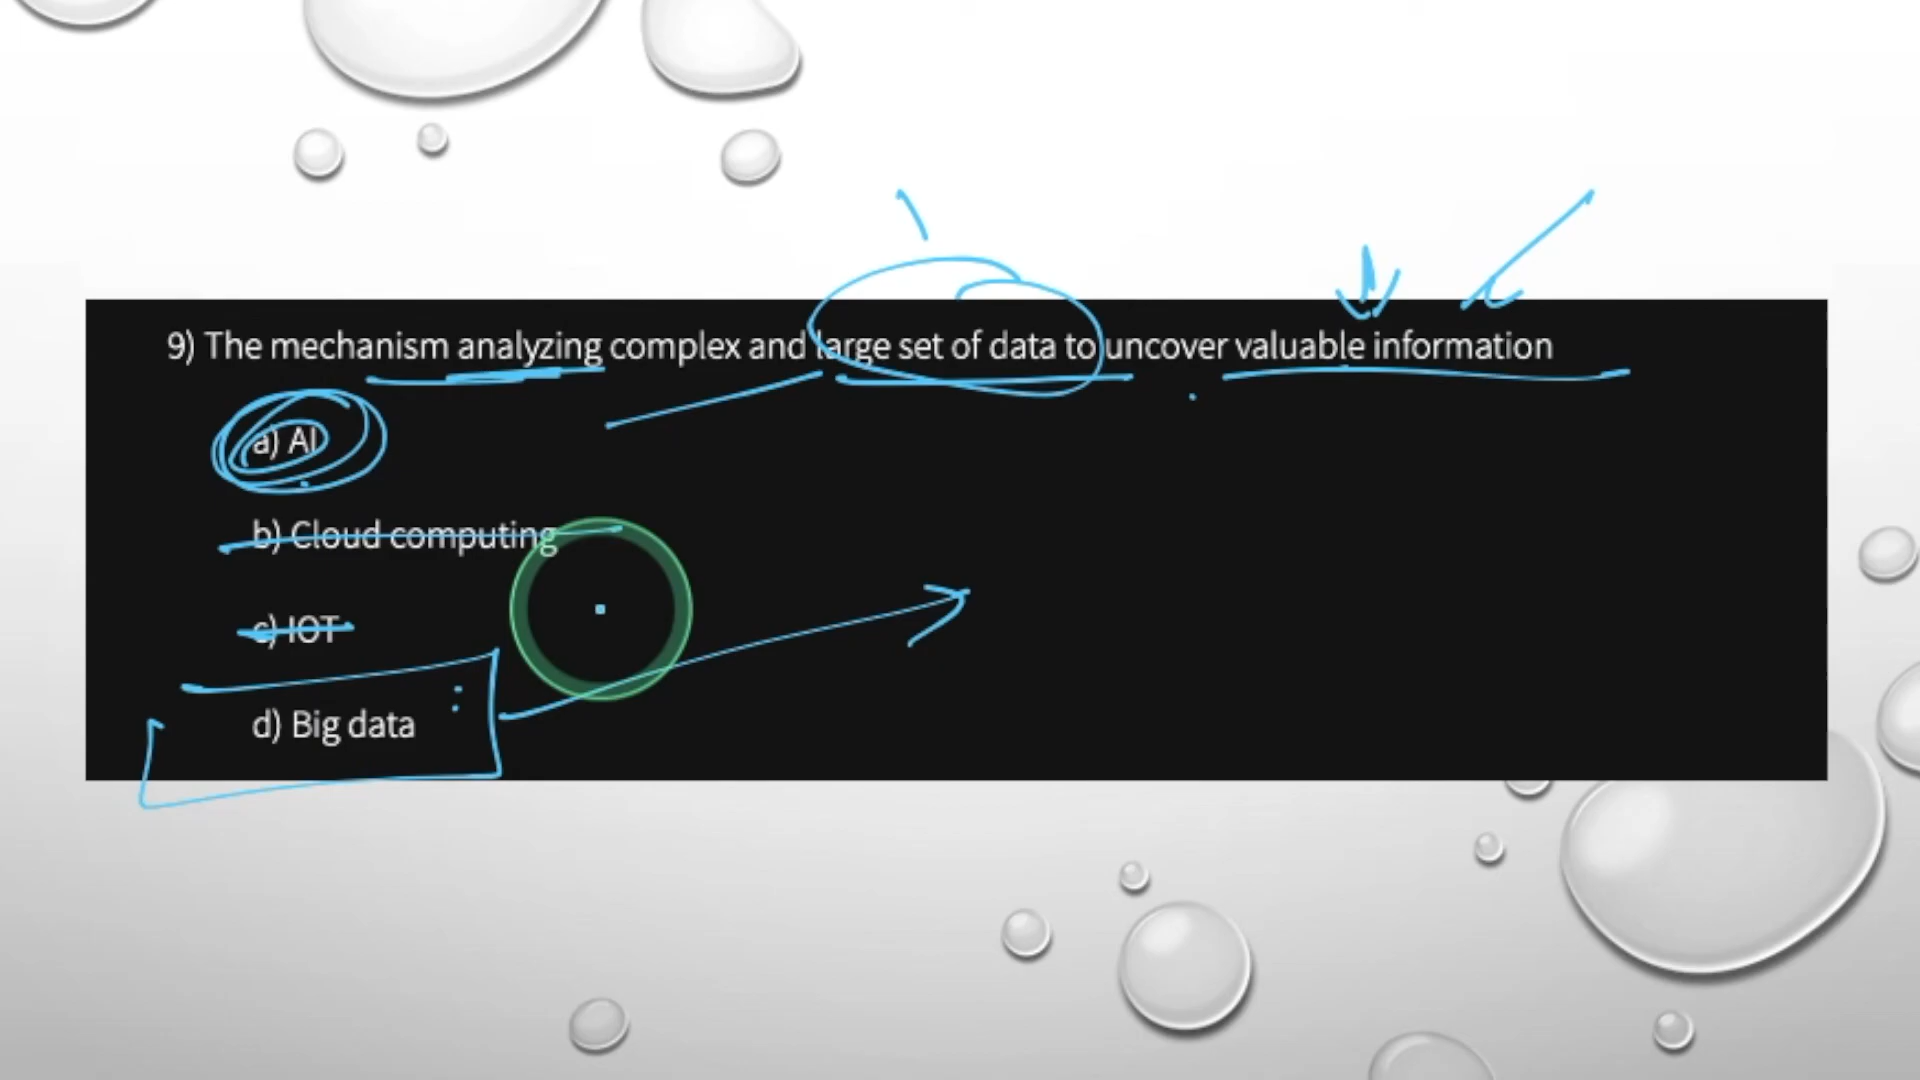 9) The mechanism analyzing complex and large set of data to uncover valuable information
a) AI
b) Cloud computing
c) IOT
d) Big data